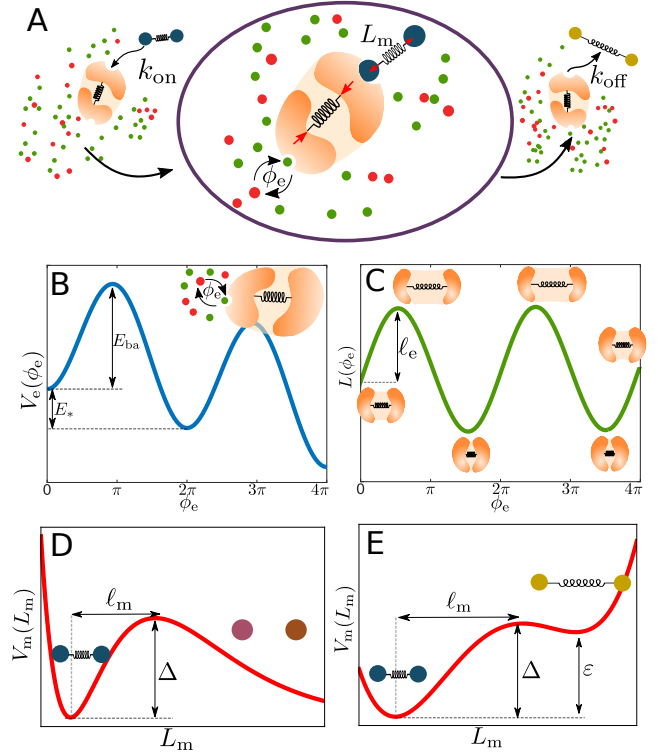 A
k_on
L_m
ϕ_e
k_off
B
V_e(ϕ_e)
E_ba
E_*
ϕ_e
0 π 2π 3π 4π
ϕ_e
C
L(ϕ_e)
ℓ_e
0 π 2π 3π 4π
ϕ_e
D
V_m(L_m)
ℓ_m
Δ
L_m
E
V_m(L_m)
ℓ_m
Δ
ε
L_m